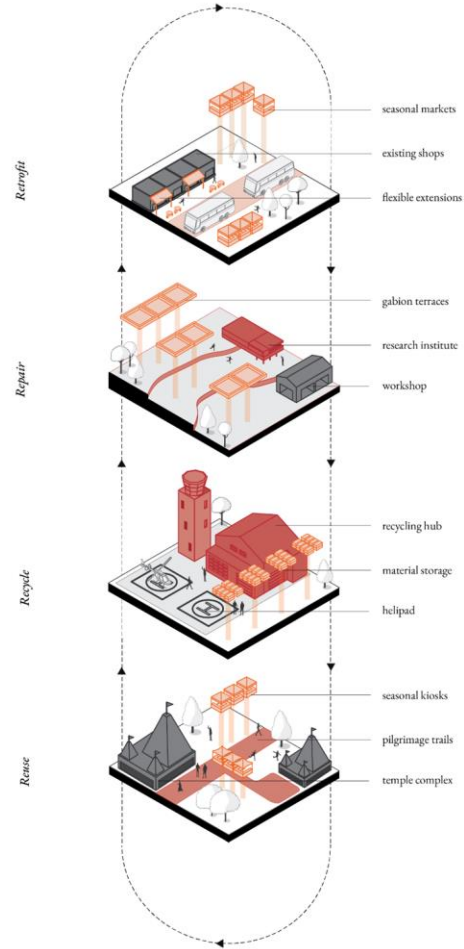 Retrofit
seasonal markets
existing shops
flexible extensions
Repair
gabion terraces
research institute
workshop
Recycle
recycling hub
material storage
helipad
H
Reuse
seasonal kiosks
pilgrimage trails
temple complex